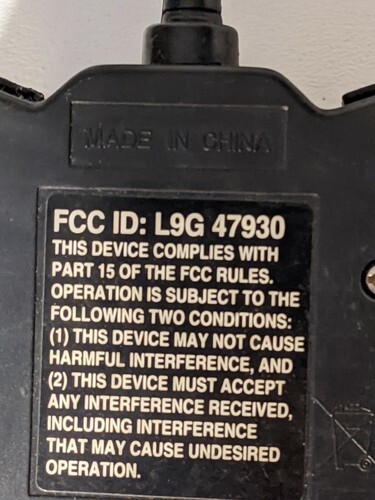 MADE IN CHINA
FCC ID: L9G 47930
THIS DEVICE COMPLIES WITH
PART 15 OF THE FCC RULES.
OPERATION IS SUBJECT TO THE
FOLLOWING TWO CONDITIONS:
(1) THIS DEVICE MAY NOT CAUSE
HARMFUL INTERFERENCE, AND
(2) THIS DEVICE MUST ACCEPT
ANY INTERFERENCE RECEIVED,
INCLUDING INTERFERENCE
THAT MAY CAUSE UNDESIRED
OPERATION.